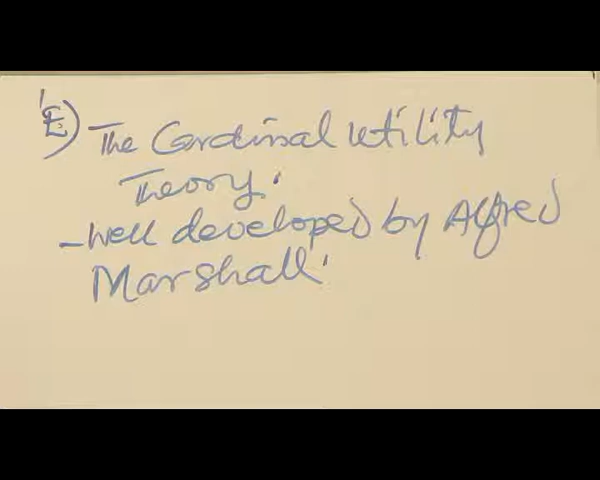 'E) - The Cardinal Utility
Theory.
- Well developed by Alfred
Marshall.